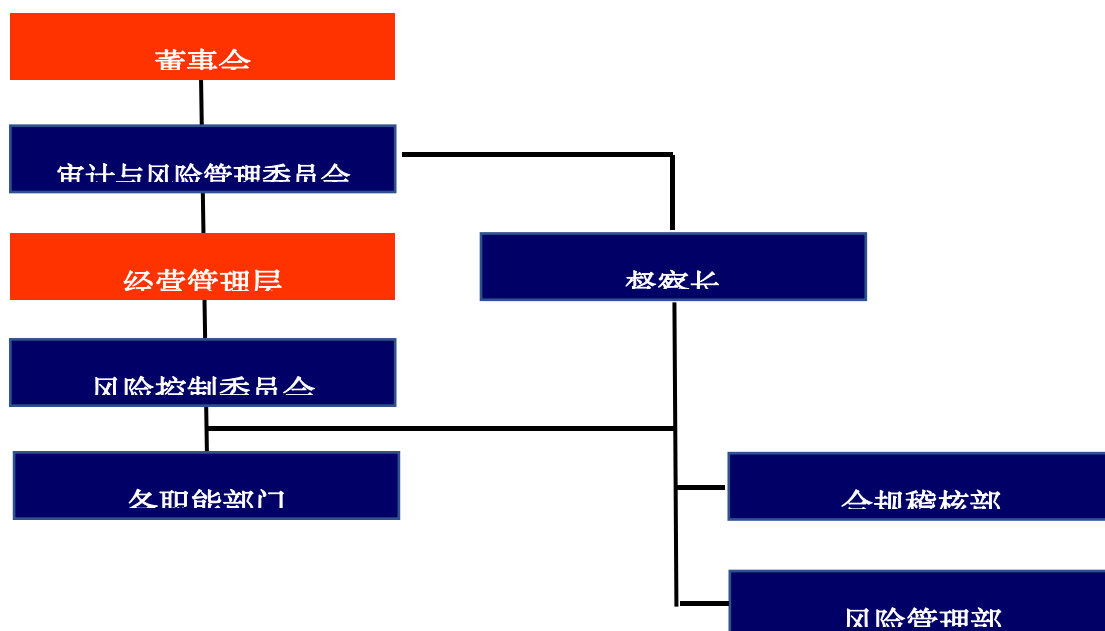 董事会
审计与风险管理委员会
经营管理层
督察长
风险控制委员会
各职能部门
合规稽核部
风险管理部